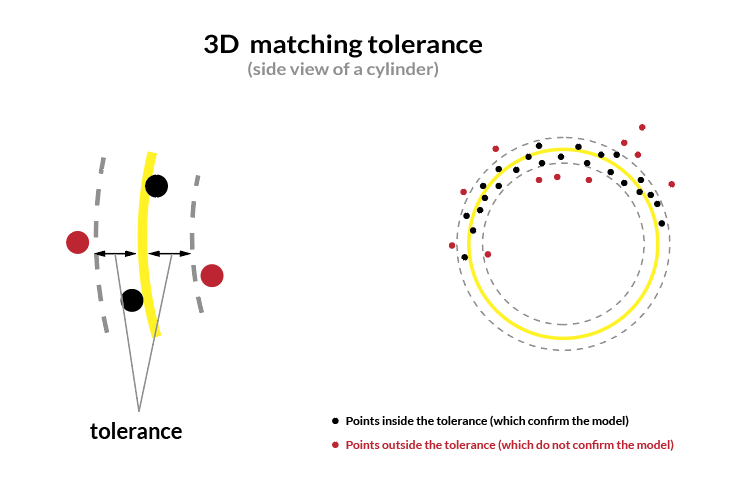 3D matching tolerance
(side view of a cylinder)
tolerance
Points inside the tolerance (which confirm the model)
Points outside the tolerance (which do not confirm the model)